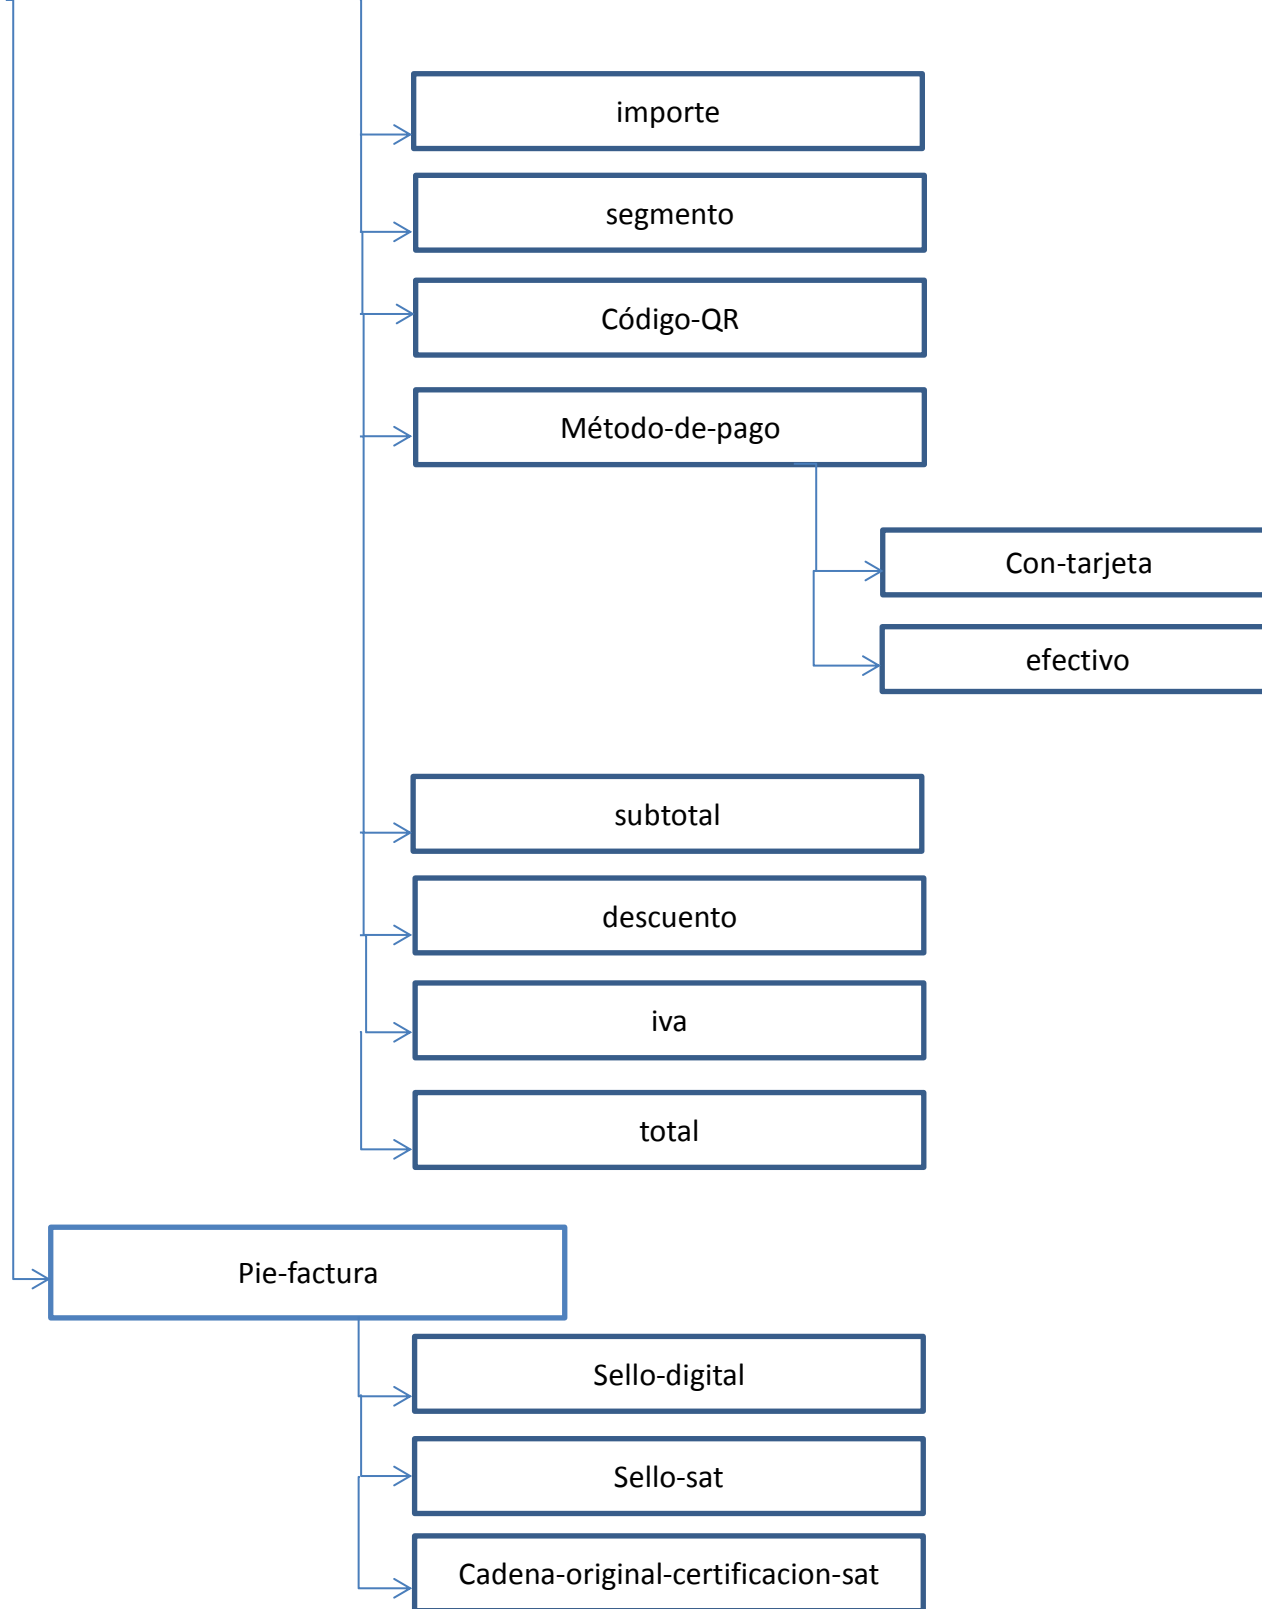 importe
segmento
Código-QR
Método-de-pago
Con-tarjeta
efectivo
subtotal
descuento
iva
total
Pie-factura
Sello-digital
Sello-sat
Cadena-original-certificacion-sat